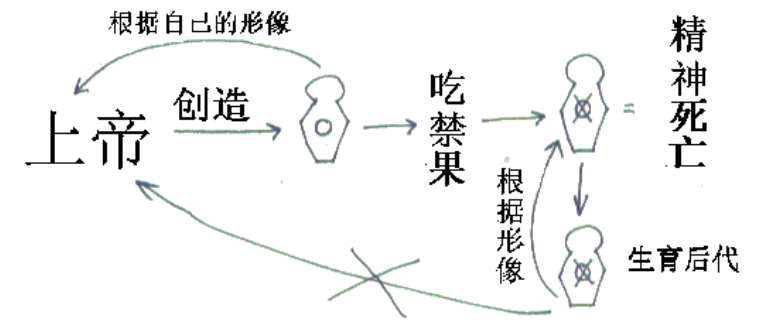 根据自己的形像
上帝
创造
吃禁果
=
精神死亡
根据形像
生育后代